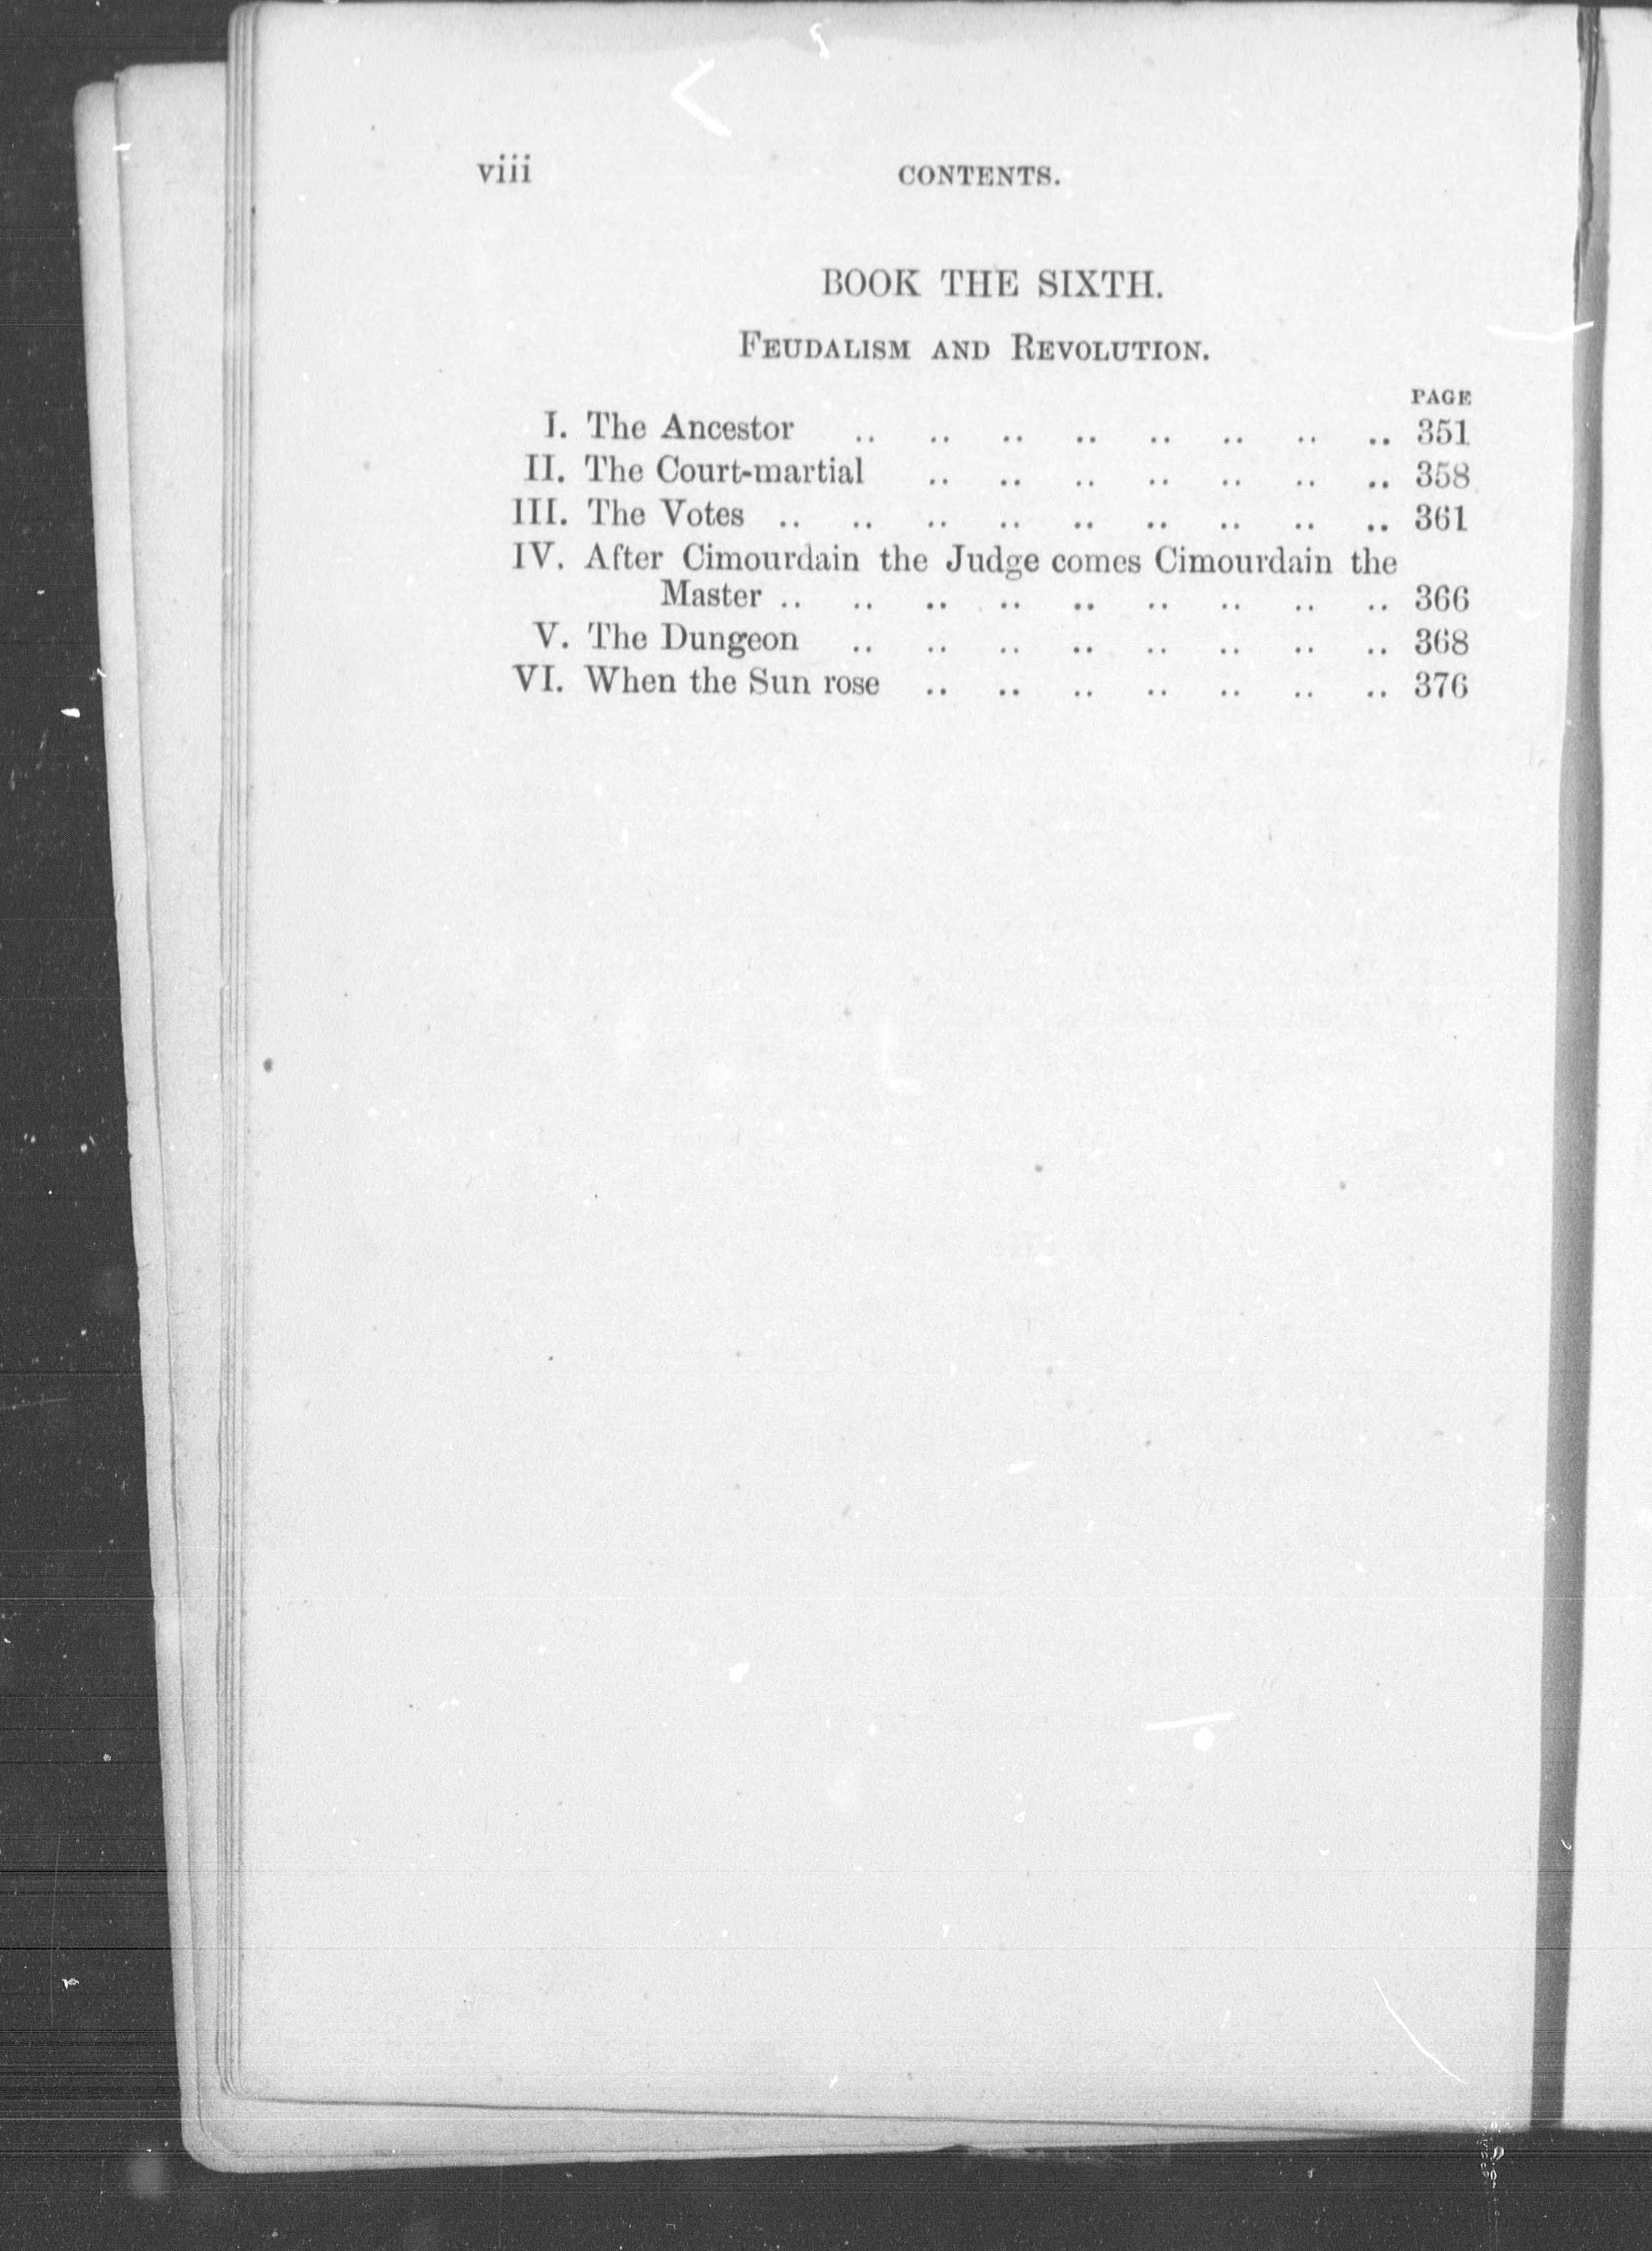 viii CONTENTS.
BOOK THE SIXTH.
FEUDALISM AND REVOLUTION.
PAGE
I. The Ancestor .. .. .. .. .. .. .. .. 351
II. The Court-martial .. .. .. .. .. .. .. 358
III. The Votes .. .. .. .. .. .. .. .. .. 361
IV. After Cimourdain the Judge comes Cimourdain the
Master .. .. .. .. .. .. .. .. .. 366
V. The Dungeon .. .. .. .. .. .. .. .. 368
VI. When the Sun rose .. .. .. .. .. .. .. 376